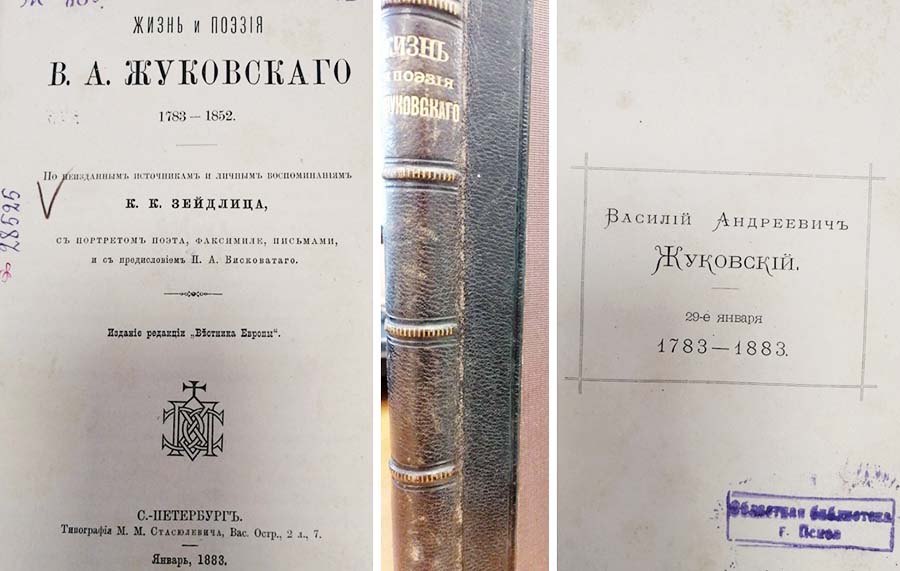 ЖИЗНЬ и ПОЭЗІЯ
В. А. ЖУКОВСКАГО
1783 — 1852.
По неизданнымъ источникамъ и личнымъ воспоминаніямъ
К. К. ЗЕЙДЛИЦА,
съ портретомъ поэта, факсимиле, письмами,
и съ предисловіемъ П. А. Висковатаго.
Изданіе редакціи „Вѣстника Европы".
С.-ПЕТЕРБУРГЪ.
Типографія М. М. Стасюлевича, Вас. Остр., 2 л., 7.
Январь, 1883.
286595
ЖИЗНЬ
и ПОЭЗІЯ
ЖУКОВСКАГО
Василій Андреевичъ
Жуковскій.
29-е января
1783—1883.
Областная библиотека
г. Псков